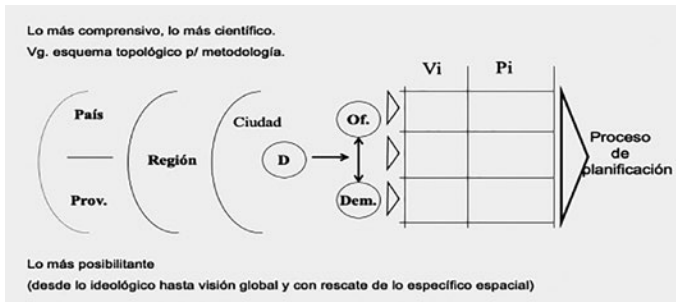 Lo más comprensivo, lo más científico.
Vg. esquema topológico p/ metodología.
Vi Pi
País
Prov.
Región
Ciudad
D
Of.
Dem.
Proceso
de
planificación
Lo más posibilitante
(desde lo ideológico hasta visión global y con rescate de lo específico espacial)